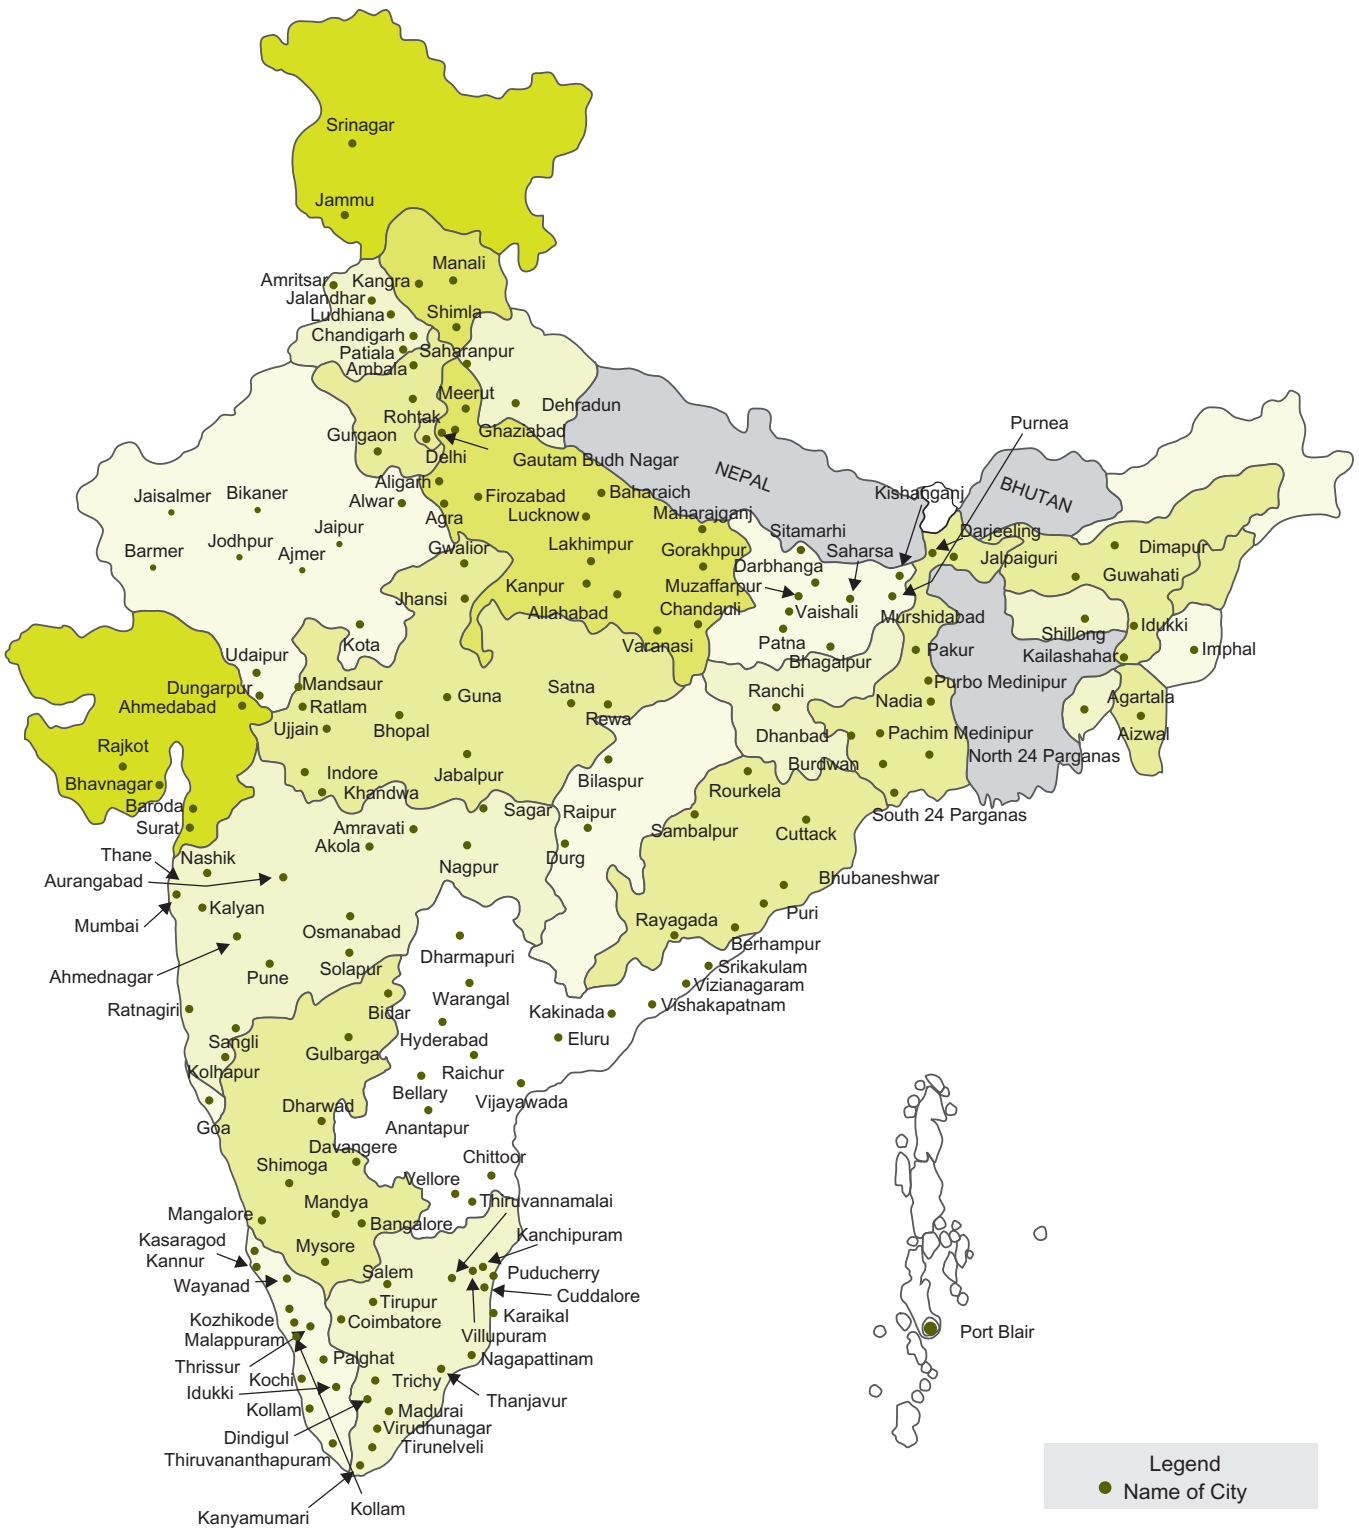 Srinagar
Jammu
Manali
Amritsar
Kangra
Jalandhar
Ludhiana
Shimla
Chandigarh
Patiala
Saharanpur
Ambala
Meerut
Dehradun
Rohtak
Purnea
Gurgaon
Ghaziabad
Delhi
Gautam Budh Nagar
NEPAL
BHUTAN
Aligarh
Kishanganj
Jaisalmer
Bikaner
Alwar
Firozabad
Baharaich
Agra
Lucknow
Maharajganj
Jaipur
Sitamarhi
Darjeeling
Jodhpur
Gwalior
Lakhimpur
Gorakhpur
Saharsa
Dimapur
Barmer
Ajmer
Darbhanga
Jalpaiguri
Guwahati
Kanpur
Muzaffarpur
Jhansi
Allahabad
Chandauli
Vaishali
Murshidabad
Kota
Varanasi
Patna
Shillong
Idukki
Udaipur
Bhagalpur
Pakur
Kailashahar
Imphal
Dungarpur
Mandsaur
Guna
Satna
Ranchi
Purbo Medinipur
Ahmedabad
Ratlam
Nadia
Agartala
Ujjain
Bhopal
Rewa
Dhanbad
Pachim Medinipur
Aizwal
Rajkot
North 24 Parganas
Bhavnagar
Indore
Jabalpur
Bilaspur
Burdwan
Khandwa
Rourkela
Baroda
Sagar
Raipur
South 24 Parganas
Surat
Amravati
Sambalpur
Cuttack
Akola
Thane
Nashik
Nagpur
Durg
Aurangabad
Bhubaneshwar
Kalyan
Puri
Mumbai
Osmanabad
Rayagada
Berhampur
Dharmapuri
Ahmednagar
Pune
Solapur
Srikakulam
Vizianagaram
Ratnagiri
Warangal
Vishakapatnam
Bidar
Kakinada
Sangli
Hyderabad
Eluru
Gulbarga
Kolhapur
Raichur
Bellary
Vijayawada
Dharwad
Goa
Anantapur
Davangere
Chittoor
Shimoga
Vellore
Mandya
Thiruvannamalai
Mangalore
Bangalore
Kasaragod
Kanchipuram
Mysore
Kannur
Salem
Puducherry
Wayanad
Cuddalore
Tirupur
Karaikal
Kozhikode
Coimbatore
Port Blair
Malappuram
Villupuram
Palghat
Nagapattinam
Thrissur
Kochi
Trichy
Idukki
Thanjavur
Kollam
Madurai
Virudhunagar
Dindigul
Tirunelveli
Thiruvananthapuram
Legend
Name of City
Kollam
Kanyamumari